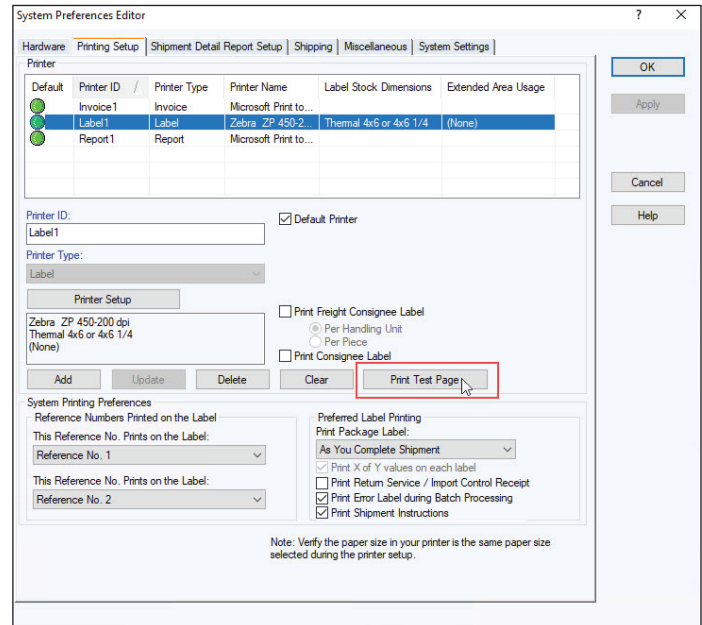 System Preferences Editor ? X
Hardware Printing Setup Shipment Detail Report Setup Shipping Miscellaneous System Settings
Printer
Default Printer ID / Printer Type Printer Name Label Stock Dimensions Extended Area Usage
Invoice1 Invoice Microsoft Print to...
Label1 Label Zebra ZP 450-2... Thermal 4x6 or 4x6 1/4 (None)
Report1 Report Microsoft Print to...
OK
Apply
Cancel
Help
Printer ID:
Label1
Default Printer
Printer Type:
Label
Printer Setup
Zebra ZP 450-200 dpi
Thermal 4x6 or 4x6 1/4
(None)
Print Freight Consignee Label
Per Handling Unit
Per Piece
Print Consignee Label
Add Update Delete Clear Print Test Page
System Printing Preferences
Reference Numbers Printed on the Label
This Reference No. Prints on the Label:
Reference No. 1
This Reference No. Prints on the Label:
Reference No. 2
Preferred Label Printing
Print Package Label:
As You Complete Shipment
Print X of Y values on each label
Print Return Service / Import Control Receipt
Print Error Label during Batch Processing
Print Shipment Instructions
Note: Verify the paper size in your printer is the same paper size
selected during the printer setup.